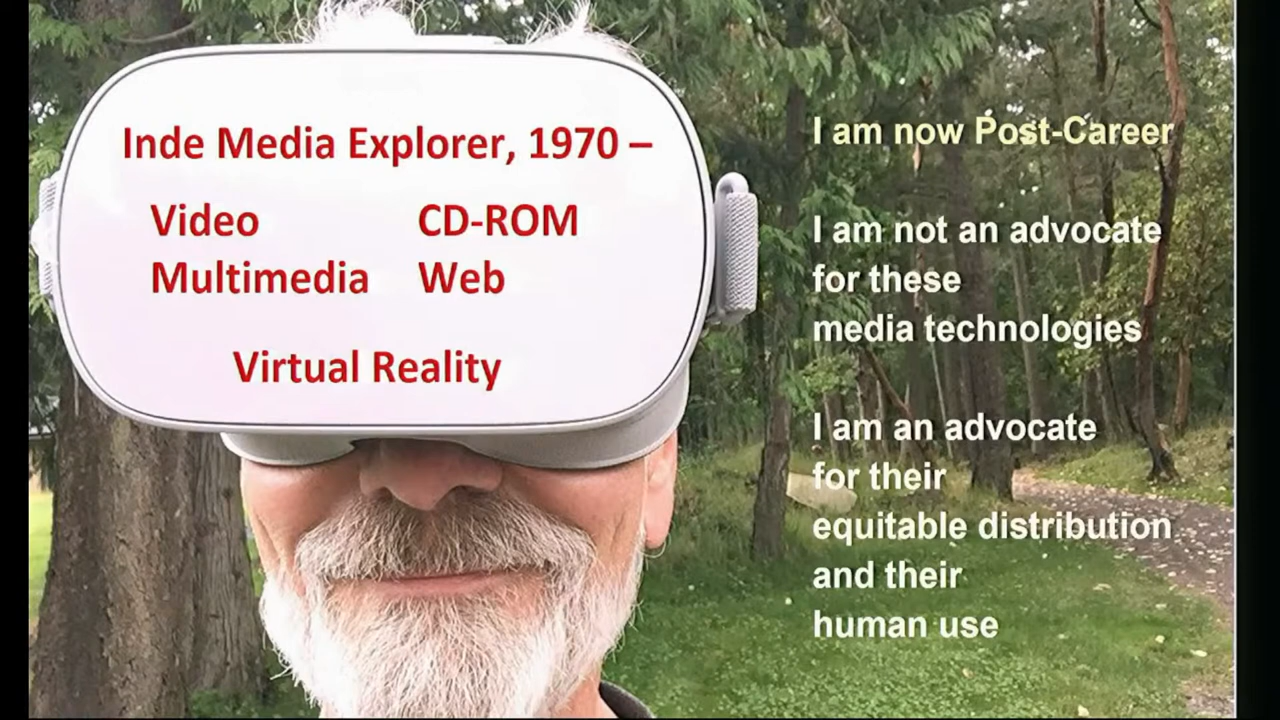 Inde Media Explorer, 1970 –
Video CD-ROM
Multimedia Web
Virtual Reality
I am now Post-Career
I am not an advocate
for these
media technologies
I am an advocate
for their
equitable distribution
and their
human use